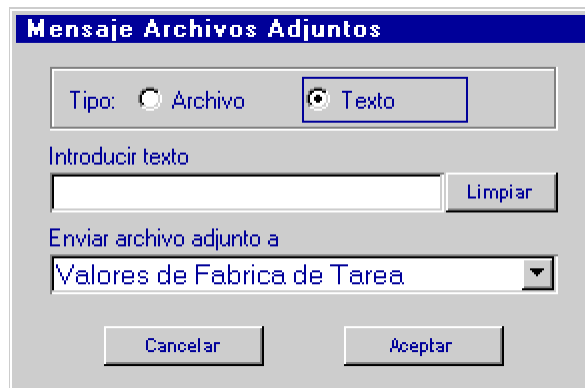 Mensaje Archivos Adjuntos
Tipo: Archivo Texto
Introducir texto
Limpiar
Enviar archivo adjunto a
Valores de Fabrica de Tarea
Cancelar Aceptar